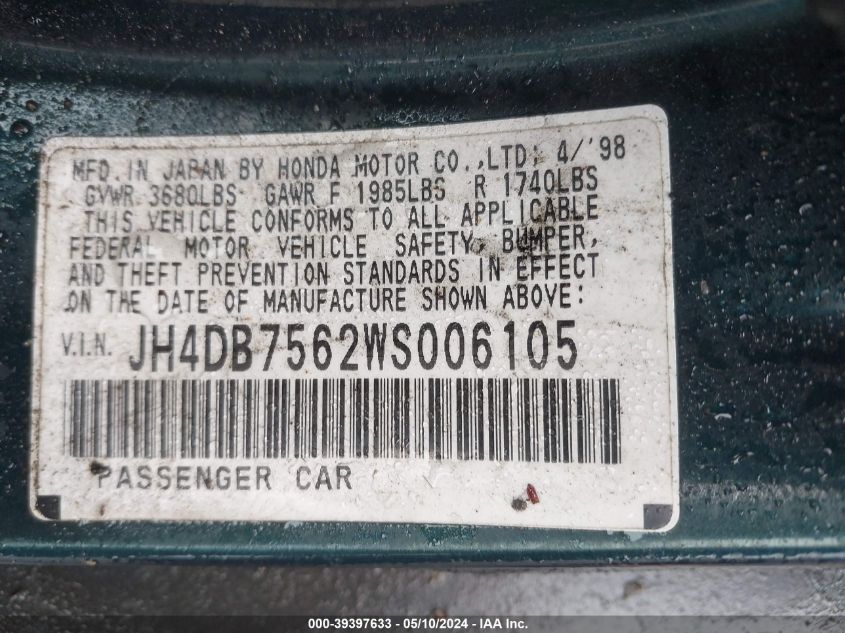 MFD. IN JAPAN BY HONDA MOTOR CO.,LTD; 4/'98
GVWR 3680LBS GAWR F 1985LBS R 1740LBS
THIS VEHICLE CONFORMS TO ALL APPLICABLE
FEDERAL MOTOR VEHICLE SAFETY, BUMPER,
AND THEFT PREVENTION STANDARDS IN EFFECT
ON THE DATE OF MANUFACTURE SHOWN ABOVE:
V.I.N. JH4DB7562WS006105
PASSENGER CAR
000-39397633 - 05/10/2024 - IAAI.COM